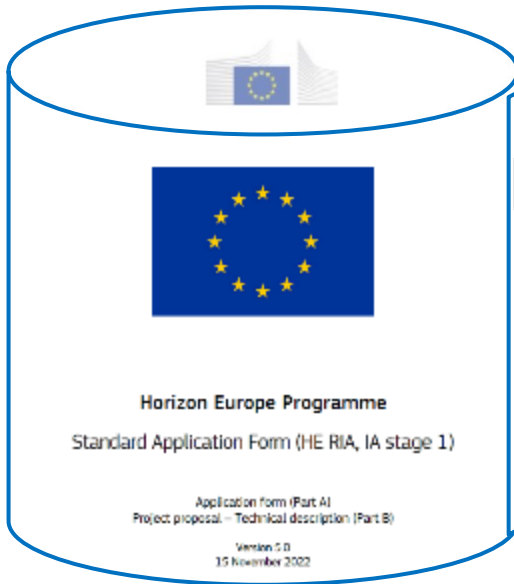 Horizon Europe Programme
Standard Application Form (HE RIA, IA stage 1)
Application form (Part A)
Project proposal – Technical description (Part B)
Version 5.0
15 November 2022